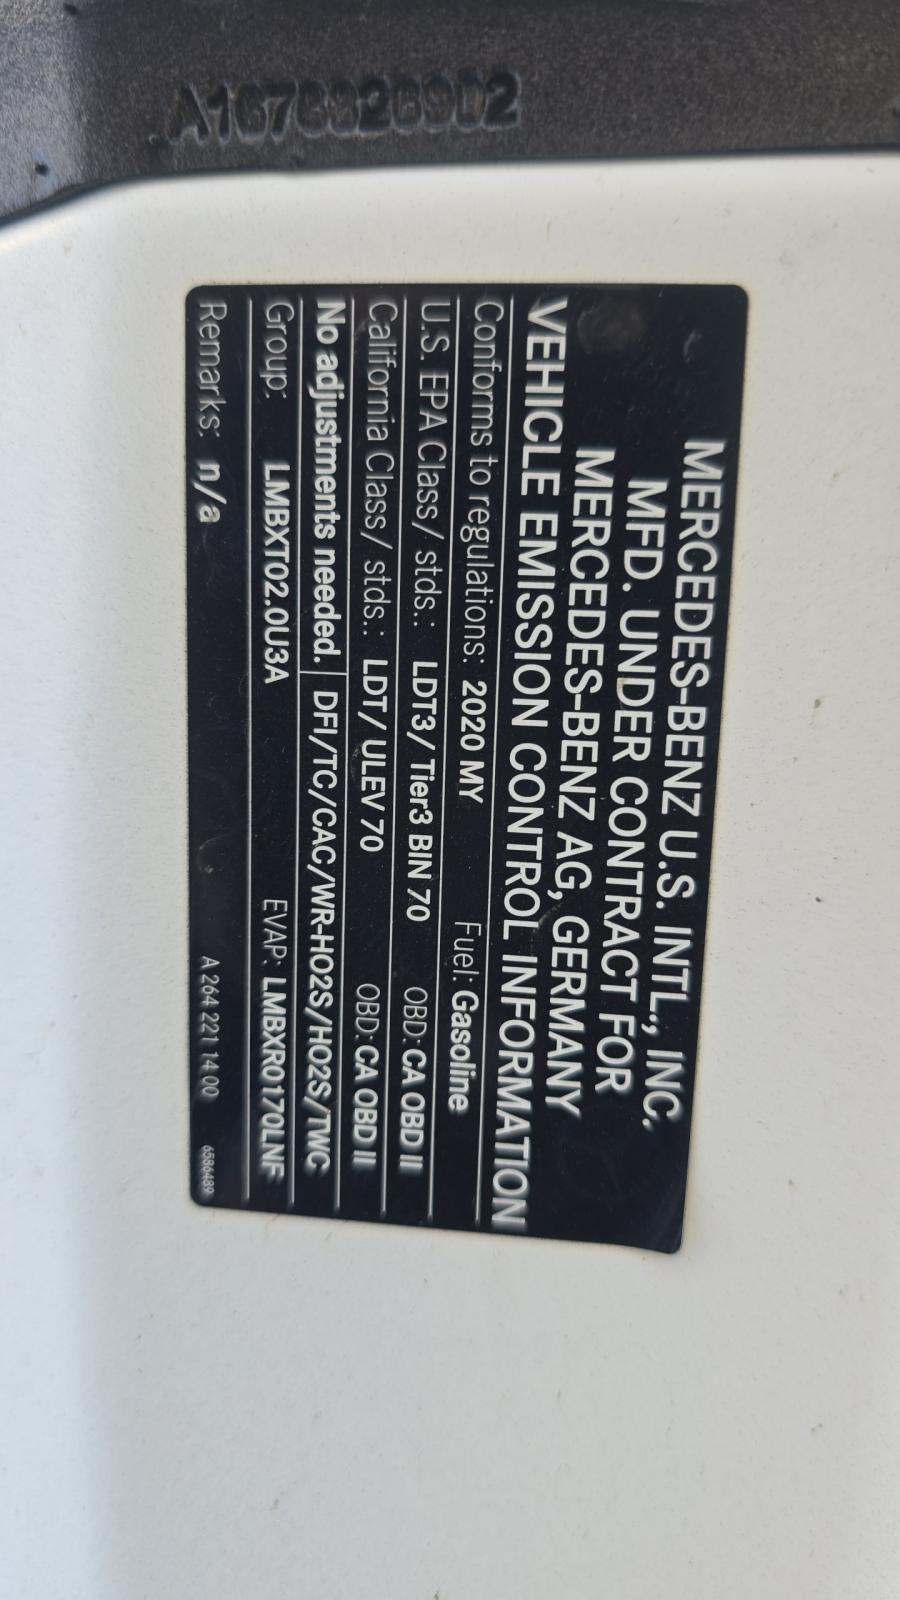 MERCEDES-BENZ U.S. INTL., INC.
MFD. UNDER CONTRACT FOR
MERCEDES-BENZ AG, GERMANY
VEHICLE EMISSION CONTROL INFORMATION
Conforms to regulations: 2020 MY Fuel: Gasoline
U.S. EPA Class/ stds.: LDT3/ Tier3 BIN 70 OBD: CA OBD II
California Class/ stds.: LDT/ ULEV 70 OBD: CA OBD II
No adjustments needed. DFI/TC/CAC/WR-HO2S/HO2S/TWC
Group: LMBXT02.0U3A EVAP: LMBXR0170LNF
Remarks: n/a A 264 221 14 00 6586489